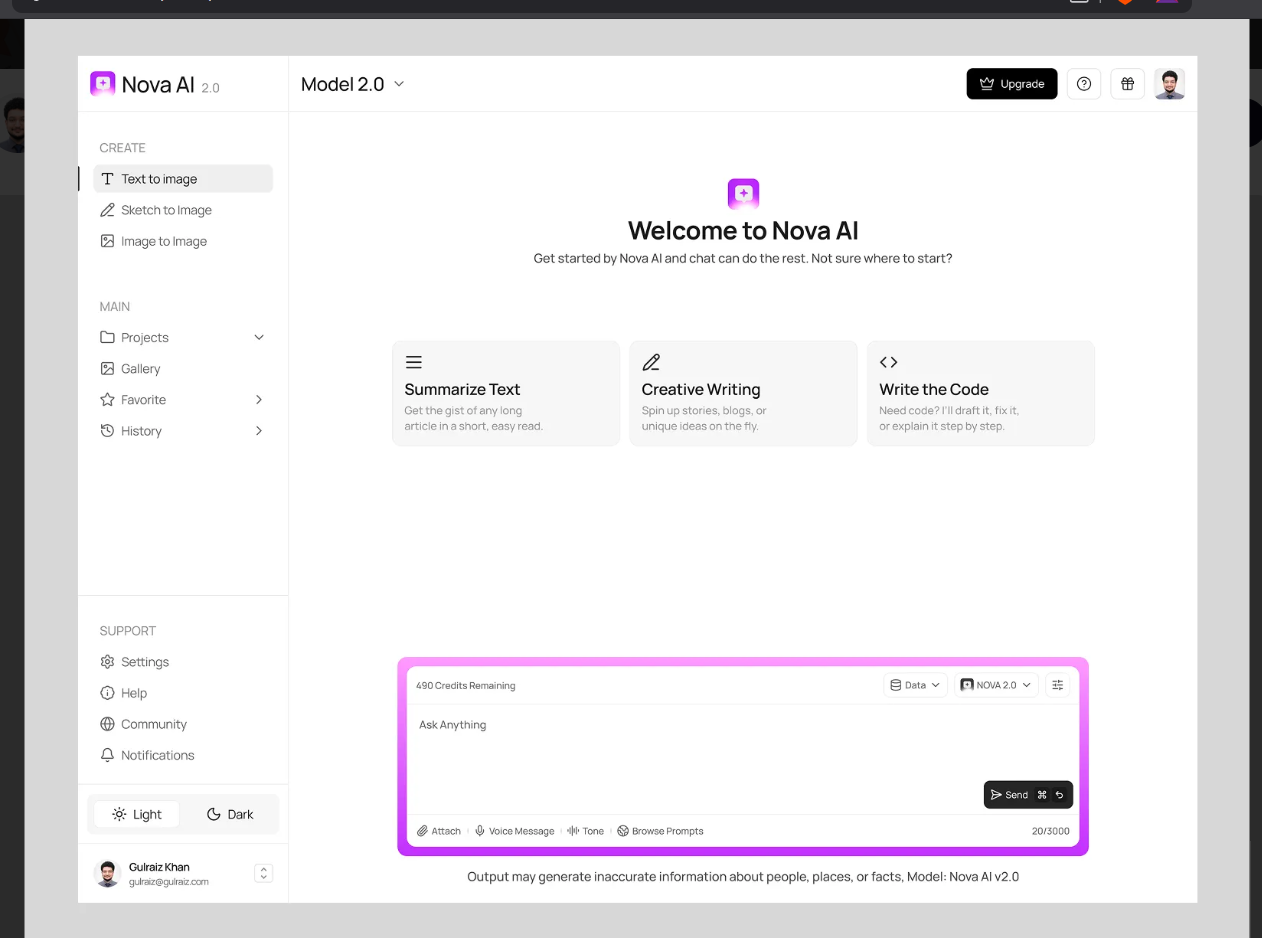 Nova AI 2.0
Model 2.0
Upgrade
CREATE
Text to image
Sketch to Image
Image to Image
MAIN
Projects
Gallery
Favorite
History
SUPPORT
Settings
Help
Community
Notifications
Light
Dark
Gulraiz Khan
gulraiz@gulraiz.com
Welcome to Nova AI
Get started by Nova AI and chat can do the rest. Not sure where to start?
Summarize Text
Get the gist of any long
article in a short, easy read.
Creative Writing
Spin up stories, blogs, or
unique ideas on the fly.
Write the Code
Need code? I'll draft it, fix it,
or explain it step by step.
490 Credits Remaining
Data
NOVA 2.0
Ask Anything
Send ⌘
Attach
Voice Message
Tone
Browse Prompts
20/3000
Output may generate inaccurate information about people, places, or facts, Model: Nova AI v2.0